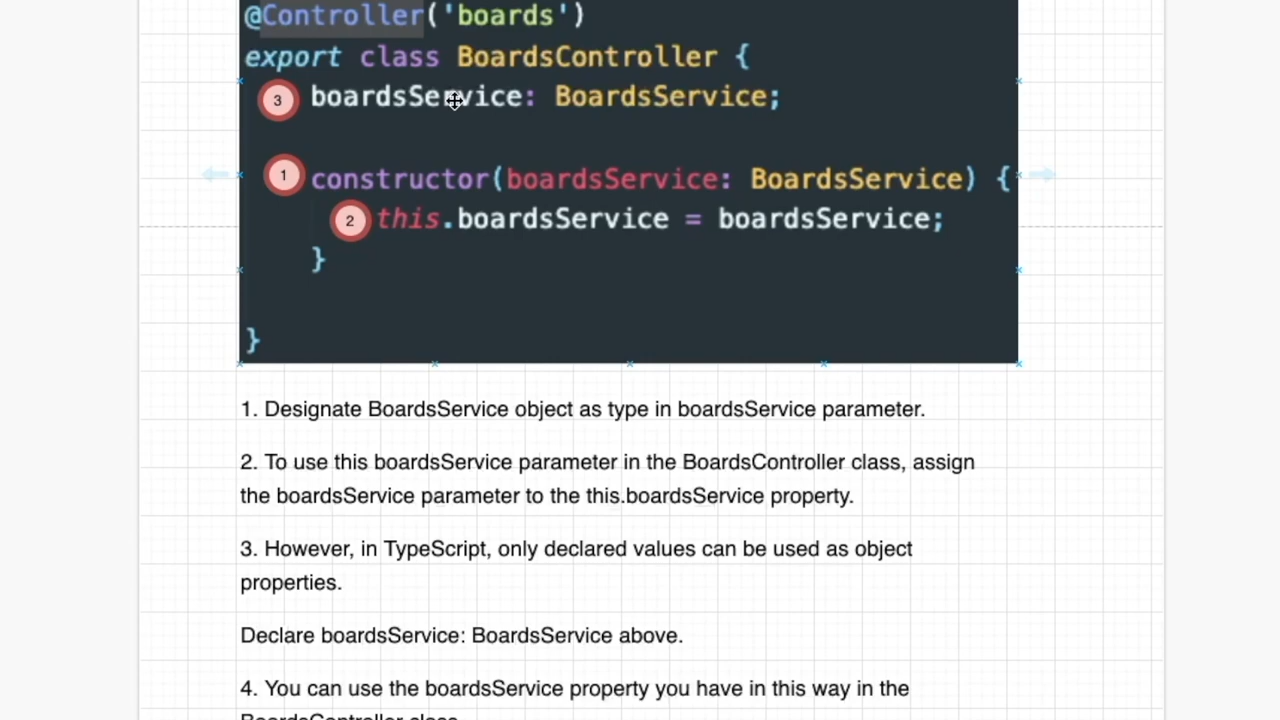 @Controller('boards')
export class BoardsController {
3 boardsService: BoardsService;
1 constructor(boardsService: BoardsService) {
2 this.boardsService = boardsService;
}
}
1. Designate BoardsService object as type in boardsService parameter.
2. To use this boardsService parameter in the BoardsController class, assign
the boardsService parameter to the this.boardsService property.
3. However, in TypeScript, only declared values can be used as object
properties.
Declare boardsService: BoardsService above.
4. You can use the boardsService property you have in this way in the
BoardsController class.